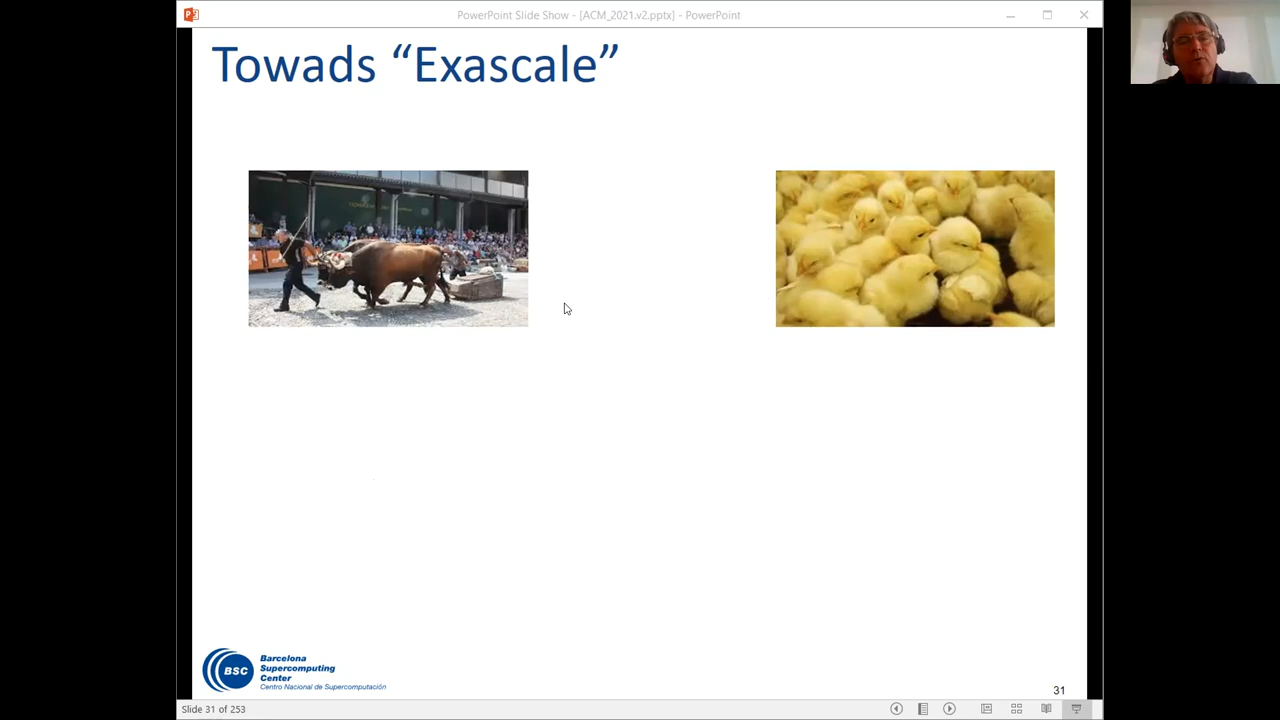 PowerPoint Slide Show - [ACM_2021.v2.pptx] - PowerPoint
Towads “Exascale”
BSC
Barcelona
Supercomputing
Center
Centro Nacional de Supercomputación
31
Slide 31 of 253